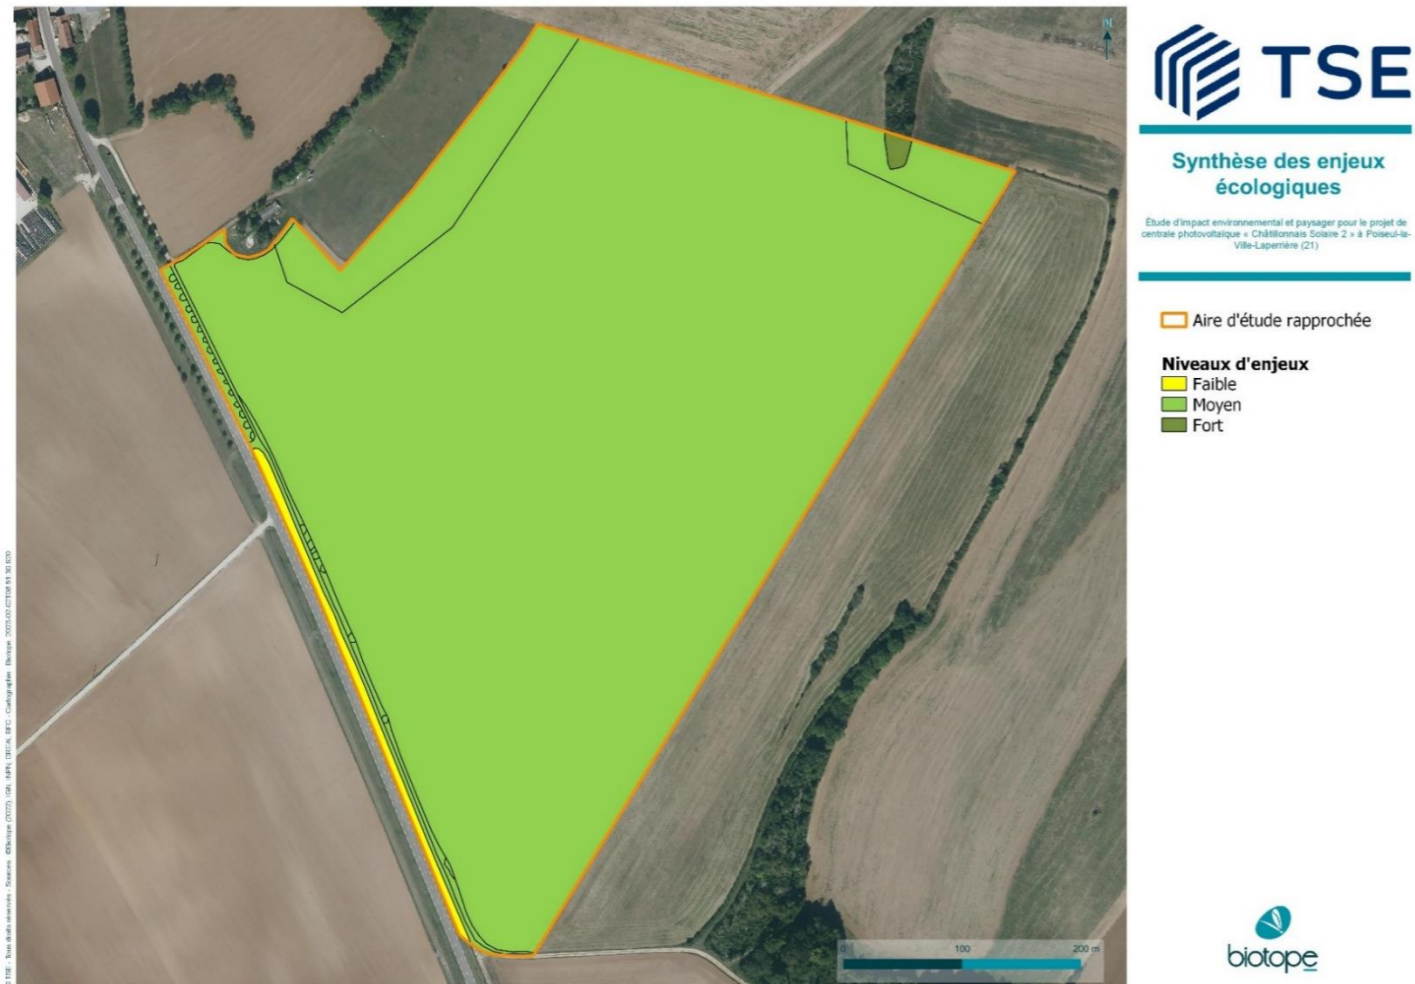 N
TSE
Synthèse des enjeux
écologiques
Étude d'impact environnemental et paysager pour le projet de
centrale photovoltaïque « Châtillonnais Solaire 2 » à Poiseul-la-
Ville-Laperrière (21)
Aire d'étude rapprochée
Niveaux d'enjeux
Faible
Moyen
Fort
0 100 200 m
biotope